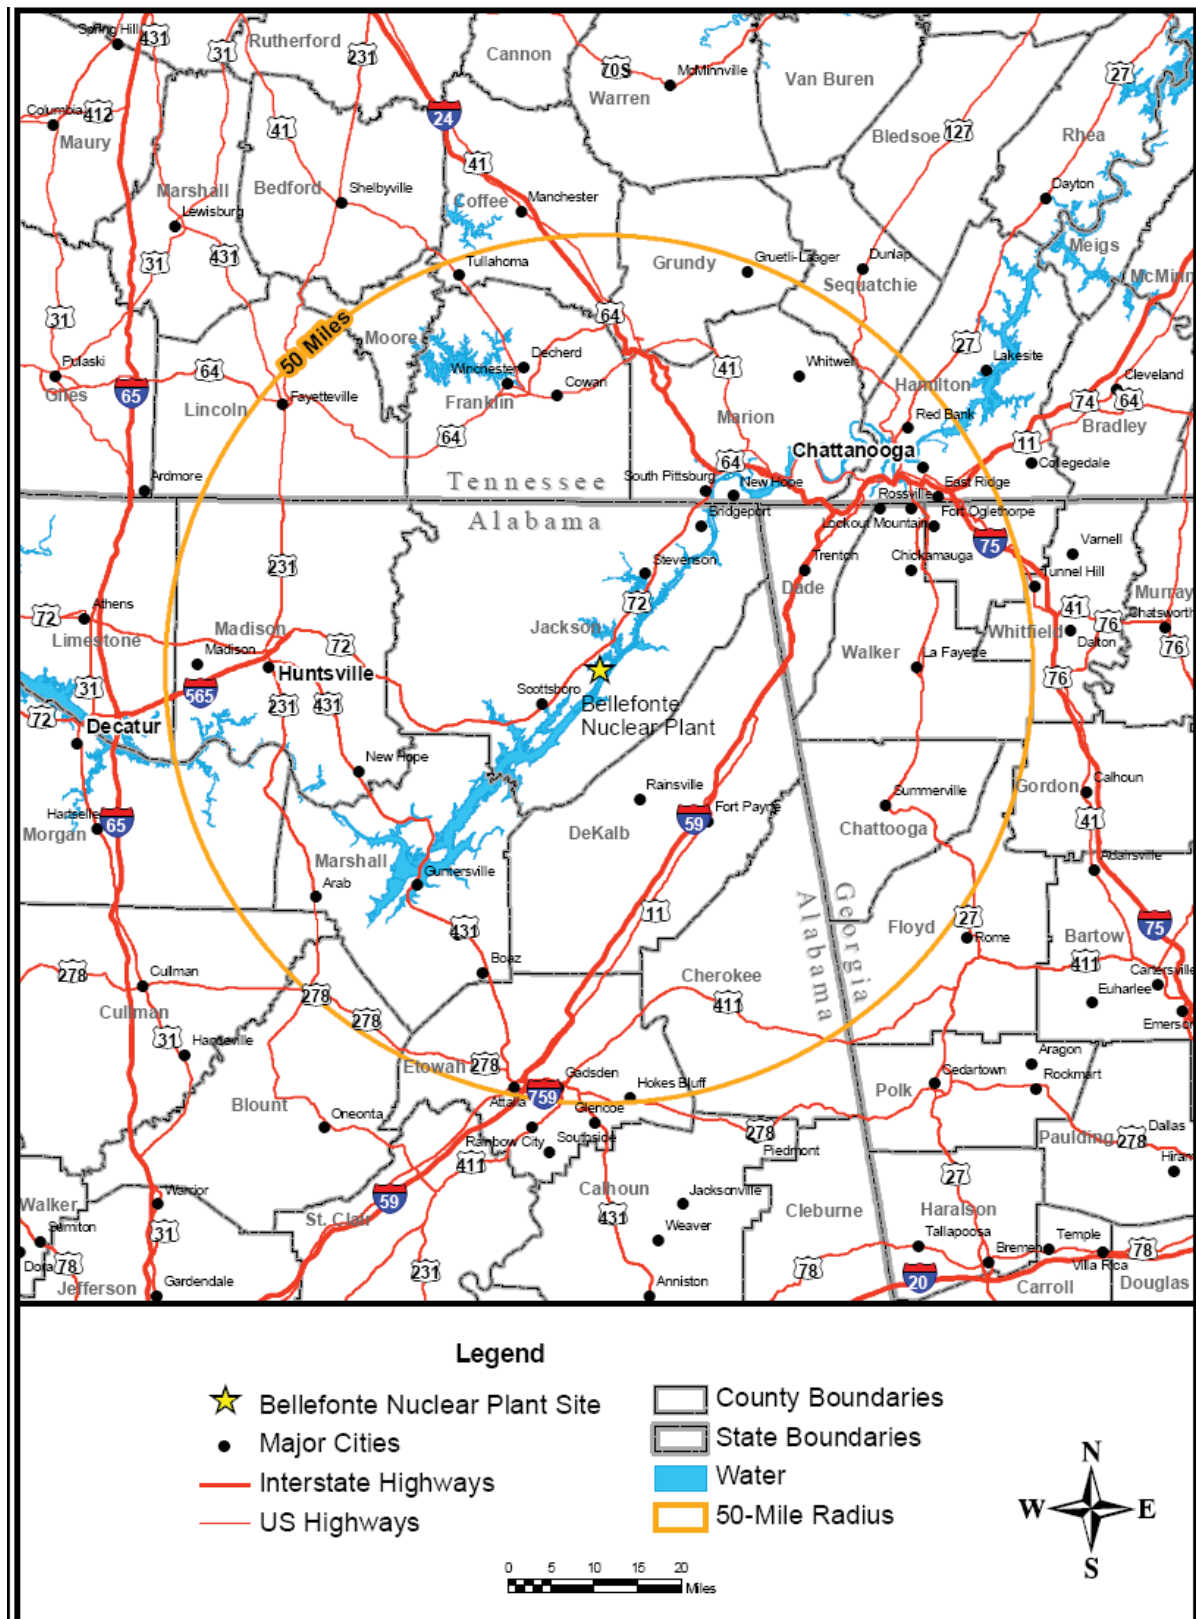 Spring Hill
431
31
Rutherford
231
Cannon
70S
McMinnville
Warren
Van Buren
27
Columbia
412
Maury
24
41
Bledsoe
127
Rhea
41
Marshall
Bedford
Shelbyville
Coffee
Manchester
Dayton
Lewisburg
31
431
Tullahoma
Grundy
Gruetli-Laager
Dunlap
Sequatchie
Meigs
McMinn
31
50 Miles
Moore
64
27
Pulaski
64
Decherd
Winchester
Cowan
41
Whitwell
Lakesite
Cleveland
Giles
65
Lincoln
Fayetteville
Franklin
Hamilton
74
64
Marion
Red Bank
11
Bradley
64
Chattanooga
Collegedale
Ardmore
Tennessee
64
South Pittsburg
New Hope
East Ridge
Rossville
Alabama
Bridgeport
Lookout Mountain
Fort Oglethorpe
75
Varnell
231
Stevenson
Trenton
Chickamauga
Tunnel Hill
Dade
72
Athens
72
41
Murray
Chatsworth
Limestone
Madison
72
Jackson
Whitfield
76
Dalton
76
Madison
Huntsville
Walker
La Fayette
76
31
565
231
431
Scottsboro
Bellefonte
Nuclear Plant
72
Decatur
New Hope
Rainsville
Gordon
Calhoun
Summerville
Hartselle
65
59
Fort Payne
41
Morgan
DeKalb
Chattooga
Marshall
Guntersville
Adairsville
Arab
Georgia
Alabama
11
27
75
431
Floyd
Rome
Bartow
278
Cullman
Boaz
Cherokee
411
Cartersville
278
411
Euharlee
Cullman
278
Emerson
31
Hanceville
Etowah
278
Gadsden
Hokes Bluff
Aragon
Cedartown
Rockmart
759
Attalla
Glencoe
Polk
Blount
Oneonta
Rainbow City
Southside
278
Piedmont
Paulding
278
Dallas
411
Hiram
27
Walker
Warrior
59
Calhoun
Jacksonville
Cleburne
Haralson
Sumiton
31
St. Clair
431
Weaver
Tallapoosa
Bremen
Temple
78
Dora
78
Villa Rica
231
78
20
Jefferson
Gardendale
Anniston
Carroll
Douglas
Legend
Bellefonte Nuclear Plant Site
Major Cities
Interstate Highways
US Highways
County Boundaries
State Boundaries
Water
50-Mile Radius
N
W E
S
0 5 10 15 20
Miles